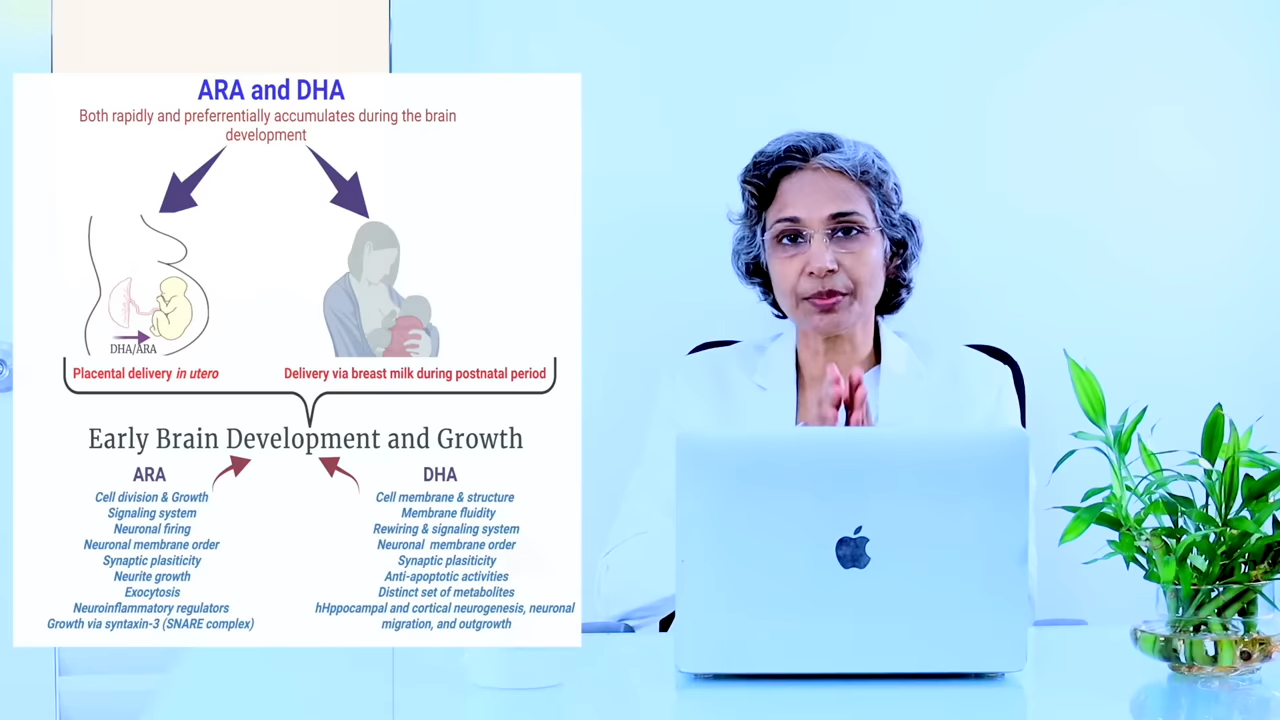 ARA and DHA
Both rapidly and preferrentially accumulates during the brain
development
DHA/ARA
Placental delivery in utero
Delivery via breast milk during postnatal period
Early Brain Development and Growth
ARA
Cell division & Growth
Signaling system
Neuronal firing
Neuronal membrane order
Synaptic plasiticity
Neurite growth
Exocytosis
Neuroinflammatory regulators
Growth via syntaxin-3 (SNARE complex)
DHA
Cell membrane & structure
Membrane fluidity
Rewiring & signaling system
Neuronal membrane order
Synaptic plasiticity
Anti-apoptotic activities
Distinct set of metabolites
hHppocampal and cortical neurogenesis, neuronal
migration, and outgrowth